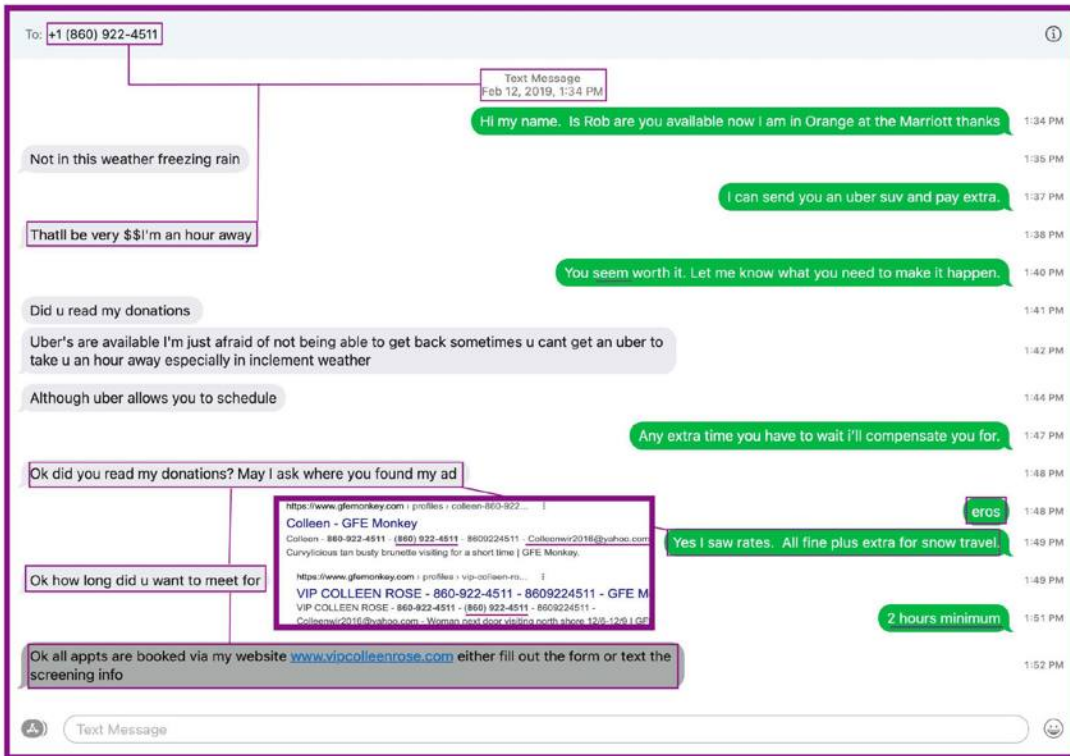 To: +1 (860) 922-4511
Text Message
Feb 12, 2019, 1:34 PM
Hi my name. Is Rob are you available now I am in Orange at the Marriott thanks
1:34 PM
Not in this weather freezing rain
1:35 PM
I can send you an uber suv and pay extra.
1:37 PM
Thatll be very $$I'm an hour away
1:38 PM
You seem worth it. Let me know what you need to make it happen.
1:40 PM
Did u read my donations
1:41 PM
Uber's are available I'm just afraid of not being able to get back sometimes u cant get an uber to
take u an hour away especially in inclement weather
1:42 PM
Although uber allows you to schedule
1:44 PM
Any extra time you have to wait i'll compensate you for.
1:47 PM
Ok did you read my donations? May I ask where you found my ad
1:48 PM
eros
1:48 PM
Yes I saw rates. All fine plus extra for snow travel.
1:49 PM
https://www.gfemonkey.com › profiles › colleen-860-922...
Colleen - GFE Monkey
Colleen - 860-922-4511 - (860) 922-4511 - 8609224511 - Colleenwir2016@yahoo.com
Curvylicious tan busty brunette visiting for a short time | GFE Monkey.
https://www.gfemonkey.com › profiles › vip-colleen-ro...
VIP COLLEEN ROSE - 860-922-4511 - 8609224511 - GFE M
VIP COLLEEN ROSE - 860-922-4511 - (860) 922-4511 - 8609224511 -
Colleenwir2016@yahoo.com - Woman next door visiting north shore 12/6-12/9 | GF
Ok how long did u want to meet for
1:49 PM
2 hours minimum
1:51 PM
Ok all appts are booked via my website www.vipcolleenrose.com either fill out the form or text the
screening info
1:52 PM
Text Message